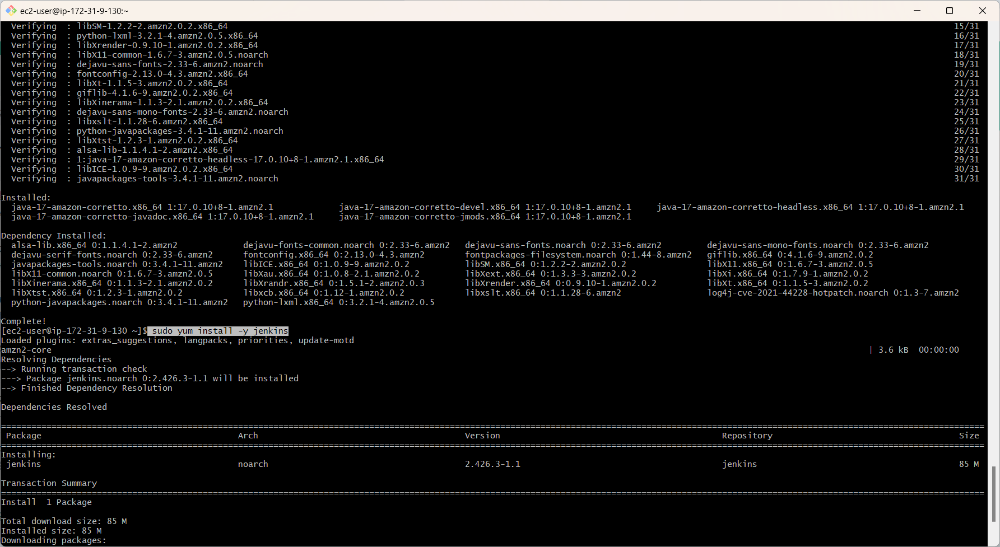 ec2-user@ip-172-31-9-130:~
Verifying  : libSM-1.2.2-2.amzn2.0.2.x86_64 15/31
Verifying  : python-lxml-3.2.1-4.amzn2.0.5.x86_64 16/31
Verifying  : libXrender-0.9.10-1.amzn2.0.2.x86_64 17/31
Verifying  : libX11-common-1.6.7-3.amzn2.0.5.noarch 18/31
Verifying  : dejavu-sans-fonts-2.33-6.amzn2.noarch 19/31
Verifying  : fontconfig-2.13.0-4.3.amzn2.x86_64 20/31
Verifying  : libXt-1.1.5-3.amzn2.0.2.x86_64 21/31
Verifying  : giflib-4.1.6-9.amzn2.0.2.x86_64 22/31
Verifying  : libXinerama-1.1.3-2.1.amzn2.0.2.x86_64 23/31
Verifying  : dejavu-sans-mono-fonts-2.33-6.amzn2.noarch 24/31
Verifying  : libxslt-1.1.28-6.amzn2.x86_64 25/31
Verifying  : python-javapackages-3.4.1-11.amzn2.noarch 26/31
Verifying  : libXtst-1.2.3-1.amzn2.0.2.x86_64 27/31
Verifying  : alsa-lib-1.1.4.1-2.amzn2.x86_64 28/31
Verifying  : 1:java-17-amazon-corretto-headless-17.0.10+8-1.amzn2.1.x86_64 29/31
Verifying  : libICE-1.0.9-9.amzn2.0.2.x86_64 30/31
Verifying  : javapackages-tools-3.4.1-11.amzn2.noarch 31/31
Installed:
java-17-amazon-corretto.x86_64 1:17.0.10+8-1.amzn2.1 java-17-amazon-corretto-devel.x86_64 1:17.0.10+8-1.amzn2.1 java-17-amazon-corretto-headless.x86_64 1:17.0.10+8-1.amzn2.1
java-17-amazon-corretto-javadoc.x86_64 1:17.0.10+8-1.amzn2.1 java-17-amazon-corretto-jmods.x86_64 1:17.0.10+8-1.amzn2.1
Dependency Installed:
alsa-lib.x86_64 0:1.1.4.1-2.amzn2 dejavu-fonts-common.noarch 0:2.33-6.amzn2 dejavu-sans-fonts.noarch 0:2.33-6.amzn2 dejavu-sans-mono-fonts.noarch 0:2.33-6.amzn2
dejavu-serif-fonts.noarch 0:2.33-6.amzn2 fontconfig.x86_64 0:2.13.0-4.3.amzn2 fontpackages-filesystem.noarch 0:1.44-8.amzn2 giflib.x86_64 0:4.1.6-9.amzn2.0.2
javapackages-tools.noarch 0:3.4.1-11.amzn2 libICE.x86_64 0:1.0.9-9.amzn2.0.2 libSM.x86_64 0:1.2.2-2.amzn2.0.2 libX11.x86_64 0:1.6.7-3.amzn2.0.5
libX11-common.noarch 0:1.6.7-3.amzn2.0.5 libXau.x86_64 0:1.0.8-2.1.amzn2.0.2 libXext.x86_64 0:1.3.3-3.amzn2.0.2 libXi.x86_64 0:1.7.9-1.amzn2.0.2
libXinerama.x86_64 0:1.1.3-2.1.amzn2.0.2 libXrandr.x86_64 0:1.5.1-2.amzn2.0.3 libXrender.x86_64 0:0.9.10-1.amzn2.0.2 libXt.x86_64 0:1.1.5-3.amzn2.0.2
libXtst.x86_64 0:1.2.3-1.amzn2.0.2 libxcb.x86_64 0:1.12-1.amzn2.0.2 libxslt.x86_64 0:1.1.28-6.amzn2 log4j-cve-2021-44228-hotpatch.noarch 0:1.3-7.amzn2
python-javapackages.noarch 0:3.4.1-11.amzn2 python-lxml.x86_64 0:3.2.1-4.amzn2.0.5
Complete!
[ec2-user@ip-172-31-9-130 ~]$ sudo yum install -y jenkins
Loaded plugins: extras_suggestions, langpacks, priorities, update-motd
amzn2-core | 3.6 kB  00:00:00
Resolving Dependencies
--> Running transaction check
---> Package jenkins.noarch 0:2.426.3-1.1 will be installed
--> Finished Dependency Resolution
Dependencies Resolved
Package Arch Version Repository Size
Installing:
jenkins noarch 2.426.3-1.1 jenkins 85 M
Transaction Summary
Install  1 Package
Total download size: 85 M
Installed size: 85 M
Downloading packages: